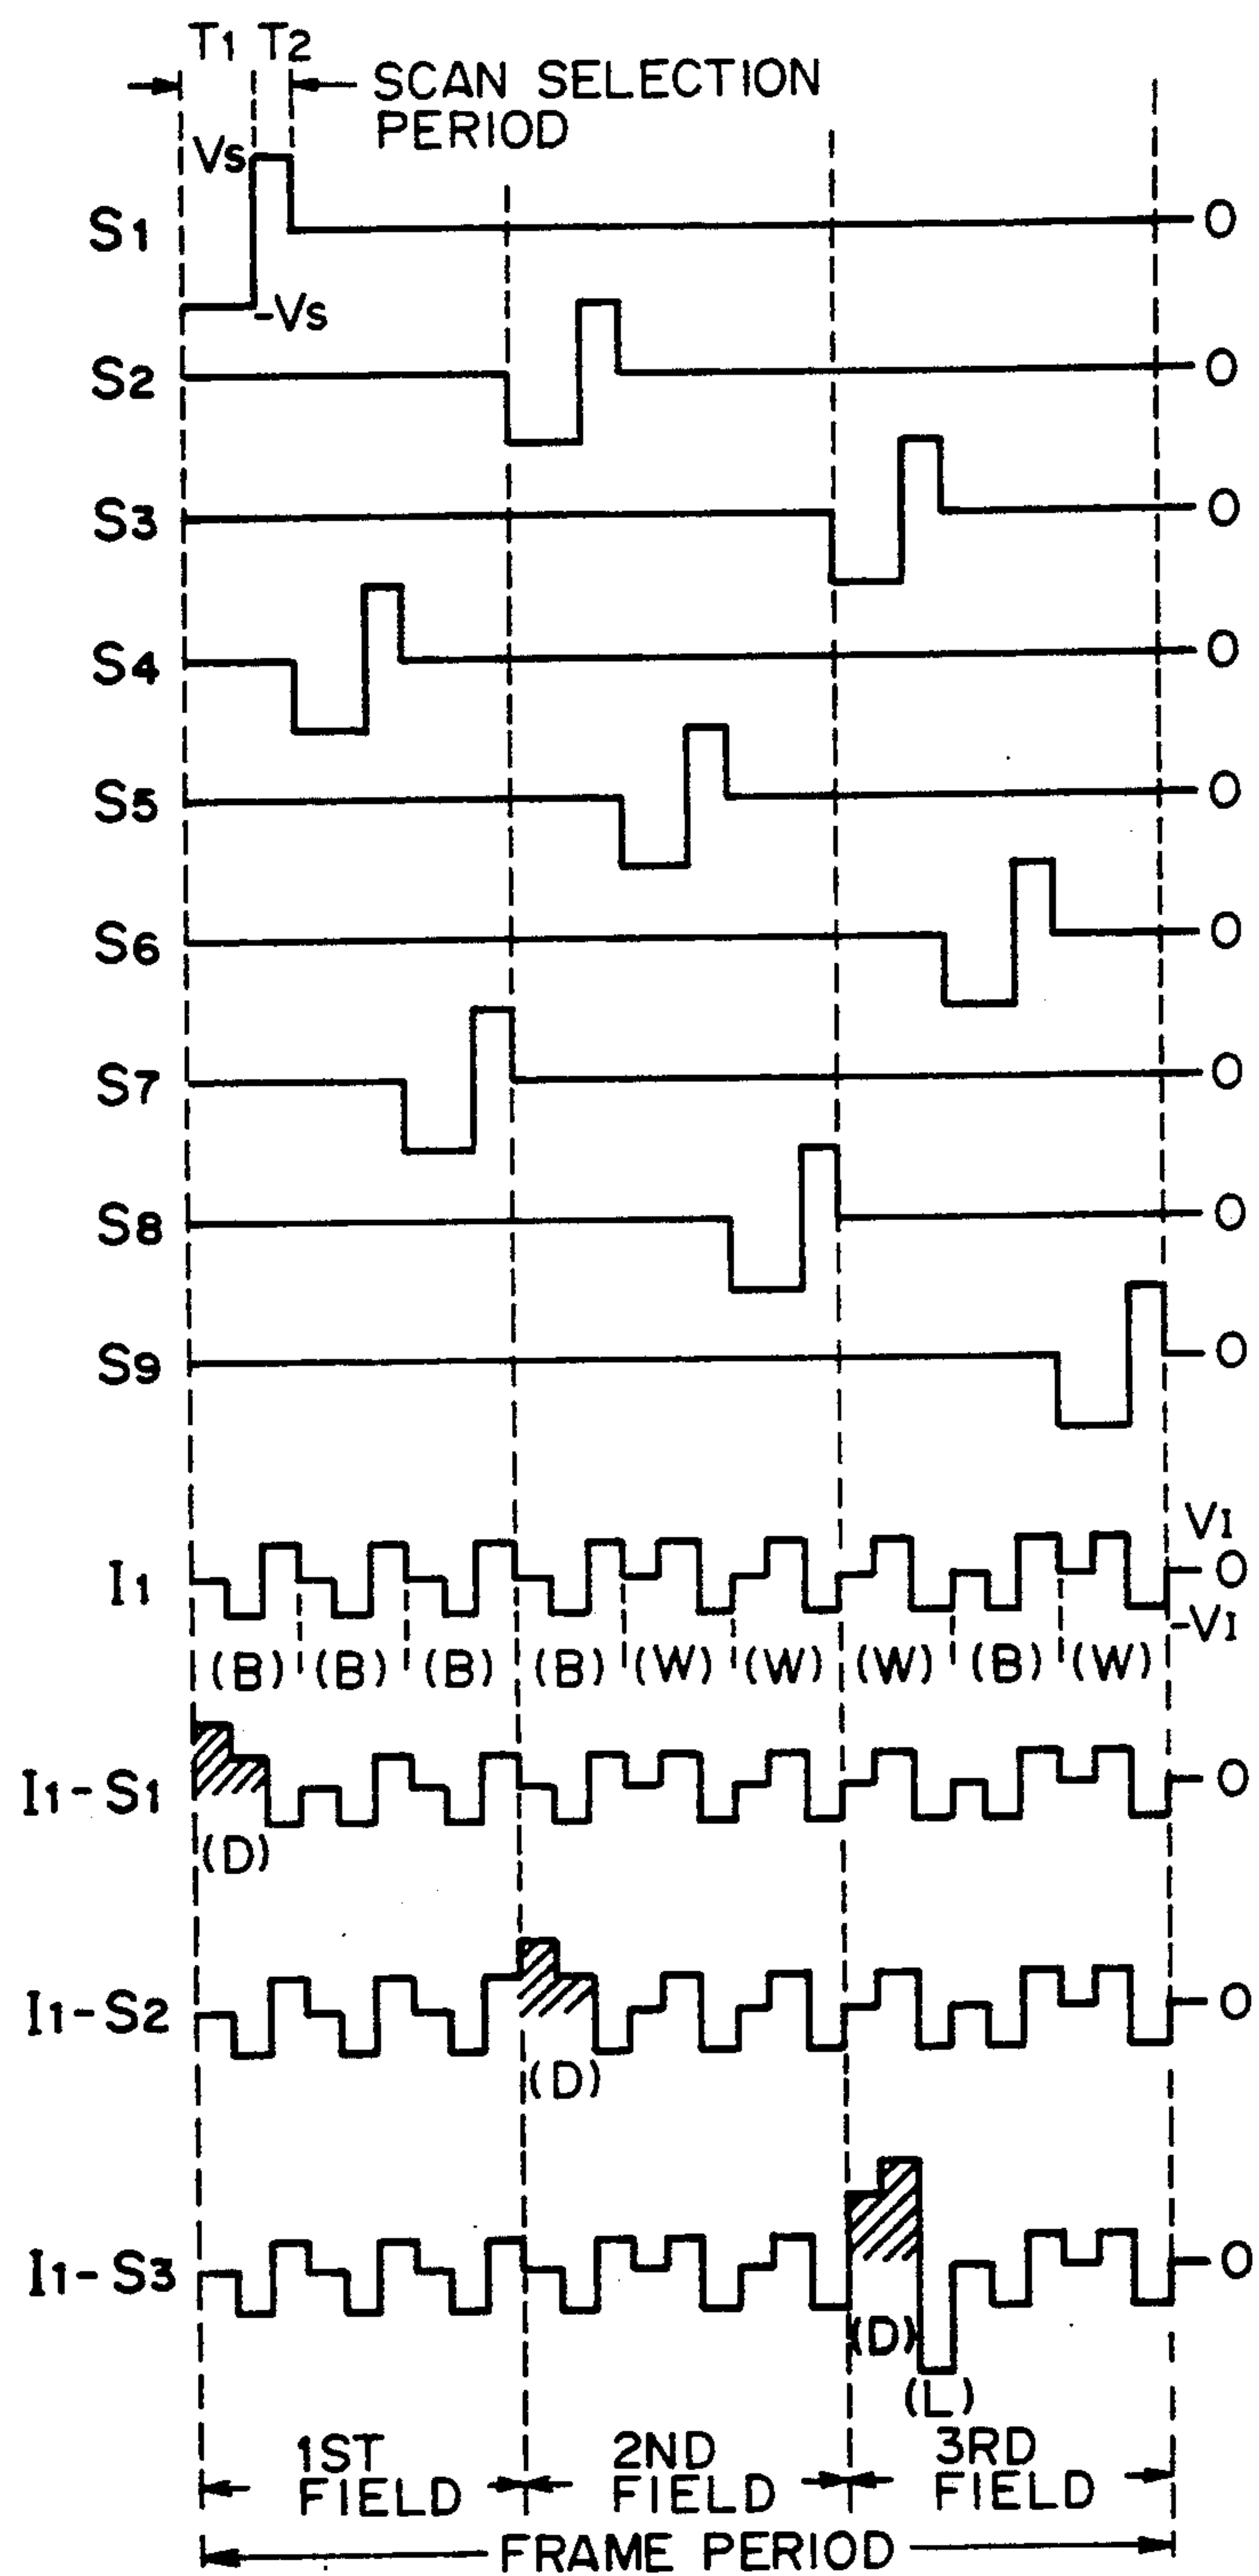 T1 T2
SCAN SELECTION
PERIOD
Vs
S1 0
-Vs
S2 0
S3 0
S4 0
S5 0
S6 0
S7 0
S8 0
S9 0
VI
I1 0
-VI
(B) (B) (B) (B) (W) (W) (W) (B) (W)
I1-S1 0
(D)
I1-S2 0
(D)
I1-S3 0
(D)
(L)
1ST FIELD 2ND FIELD 3RD FIELD
FRAME PERIOD